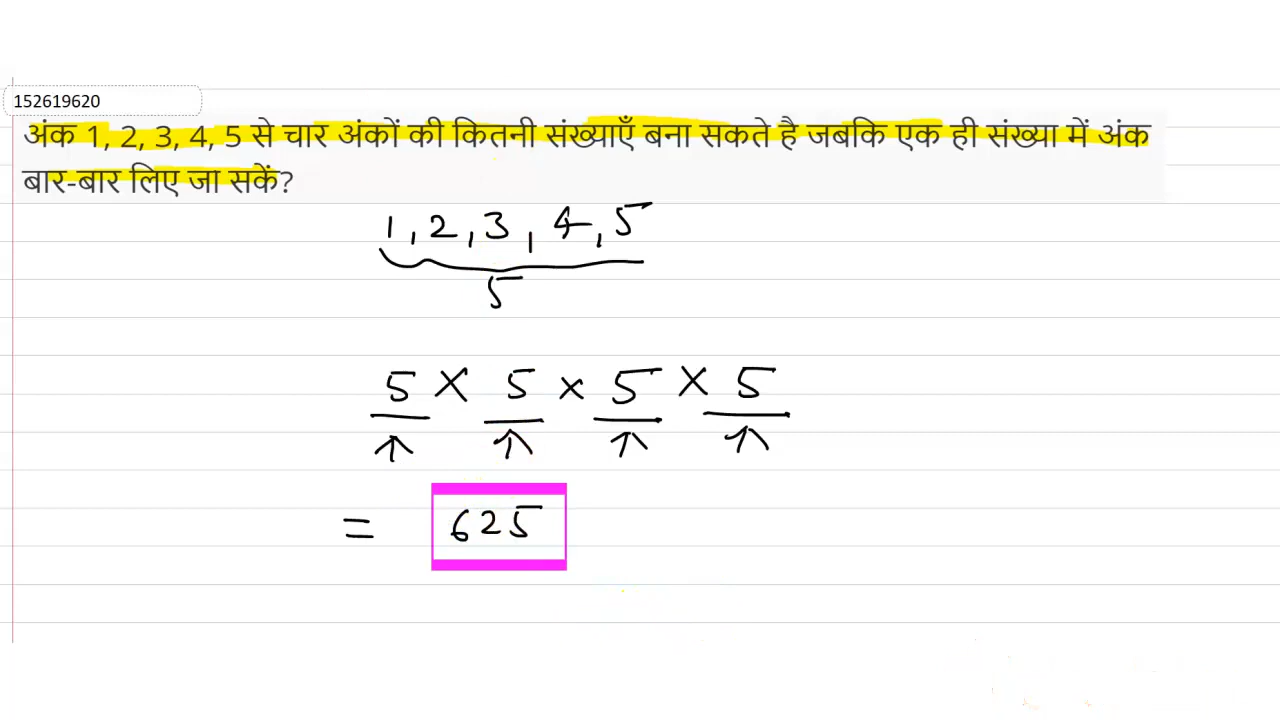 152619620
अंक 1, 2, 3, 4, 5 से चार अंकों की कितनी संख्याएँ बना सकते है जबकि एक ही संख्या में अंक
बार-बार लिए जा सकें?
1, 2, 3, 4, 5
5
5 × 5 × 5 × 5
= 625